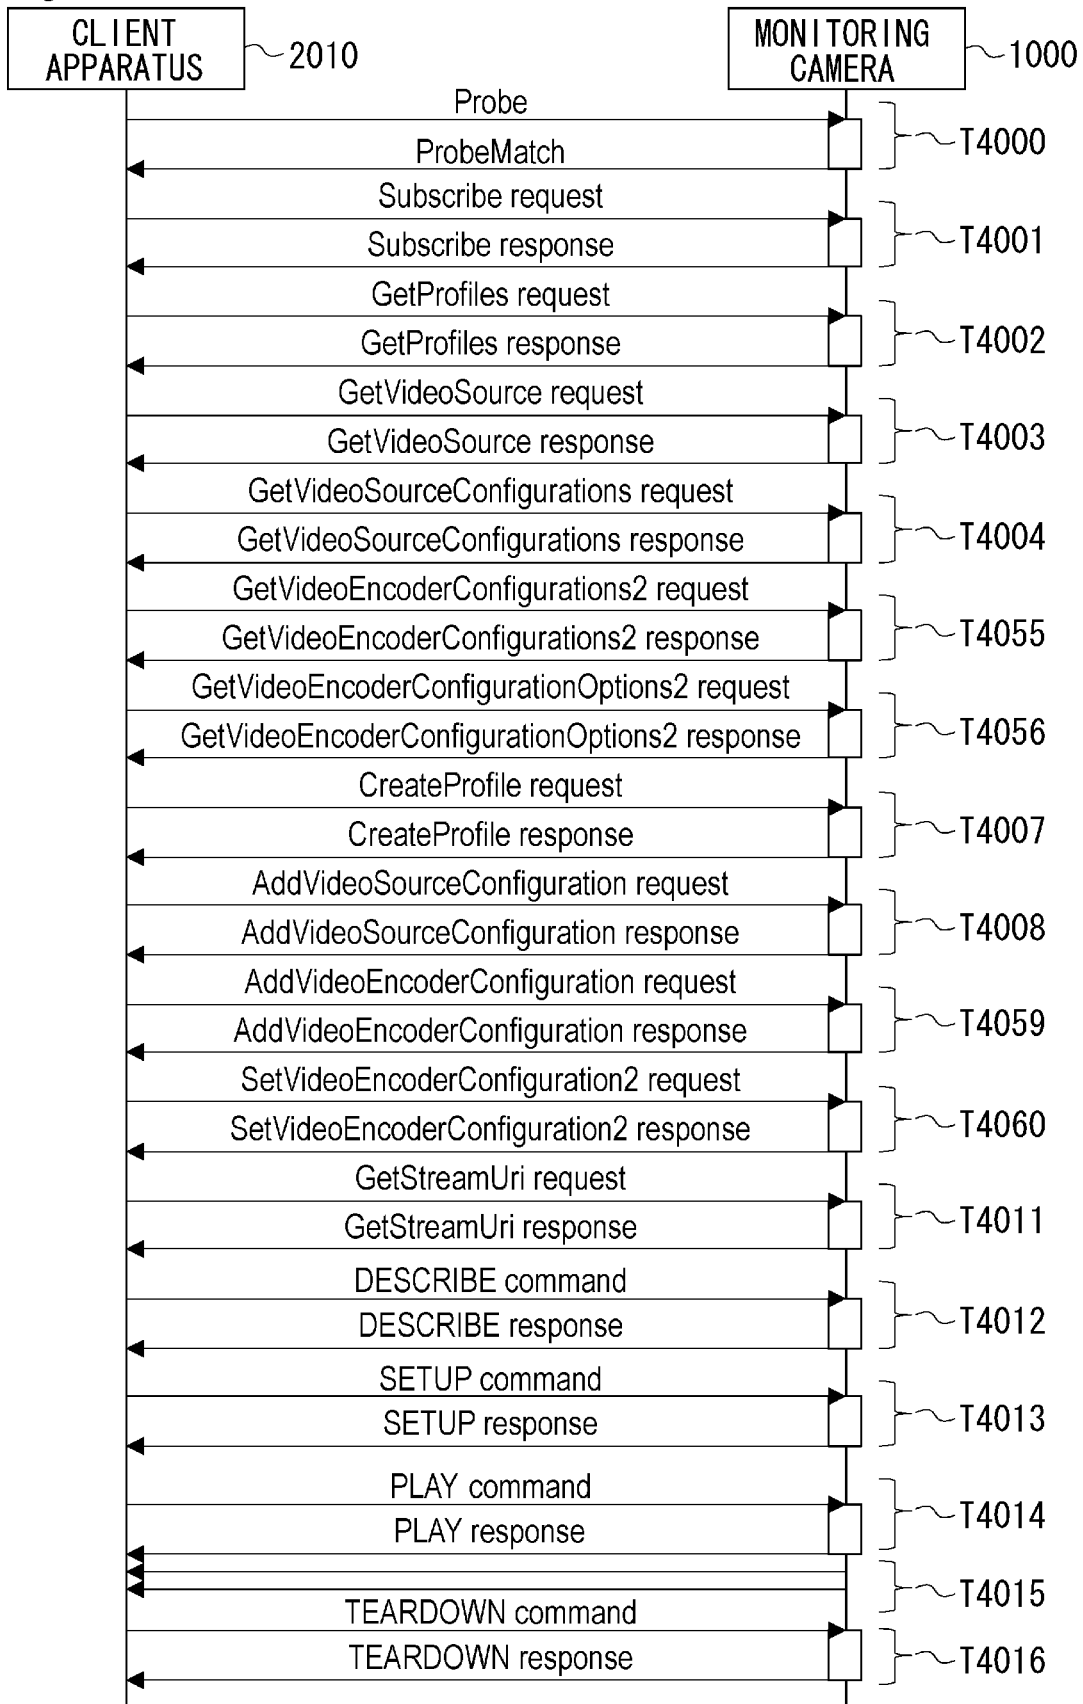 CLIENT
APPARATUS
2010
MONITORING
CAMERA
1000
Probe
ProbeMatch
T4000
Subscribe request
Subscribe response
T4001
GetProfiles request
GetProfiles response
T4002
GetVideoSource request
GetVideoSource response
T4003
GetVideoSourceConfigurations request
GetVideoSourceConfigurations response
T4004
GetVideoEncoderConfigurations2 request
GetVideoEncoderConfigurations2 response
T4055
GetVideoEncoderConfigurationOptions2 request
GetVideoEncoderConfigurationOptions2 response
T4056
CreateProfile request
CreateProfile response
T4007
AddVideoSourceConfiguration request
AddVideoSourceConfiguration response
T4008
AddVideoEncoderConfiguration request
AddVideoEncoderConfiguration response
T4059
SetVideoEncoderConfiguration2 request
SetVideoEncoderConfiguration2 response
T4060
GetStreamUri request
GetStreamUri response
T4011
DESCRIBE command
DESCRIBE response
T4012
SETUP command
SETUP response
T4013
PLAY command
PLAY response
T4014
T4015
TEARDOWN command
TEARDOWN response
T4016